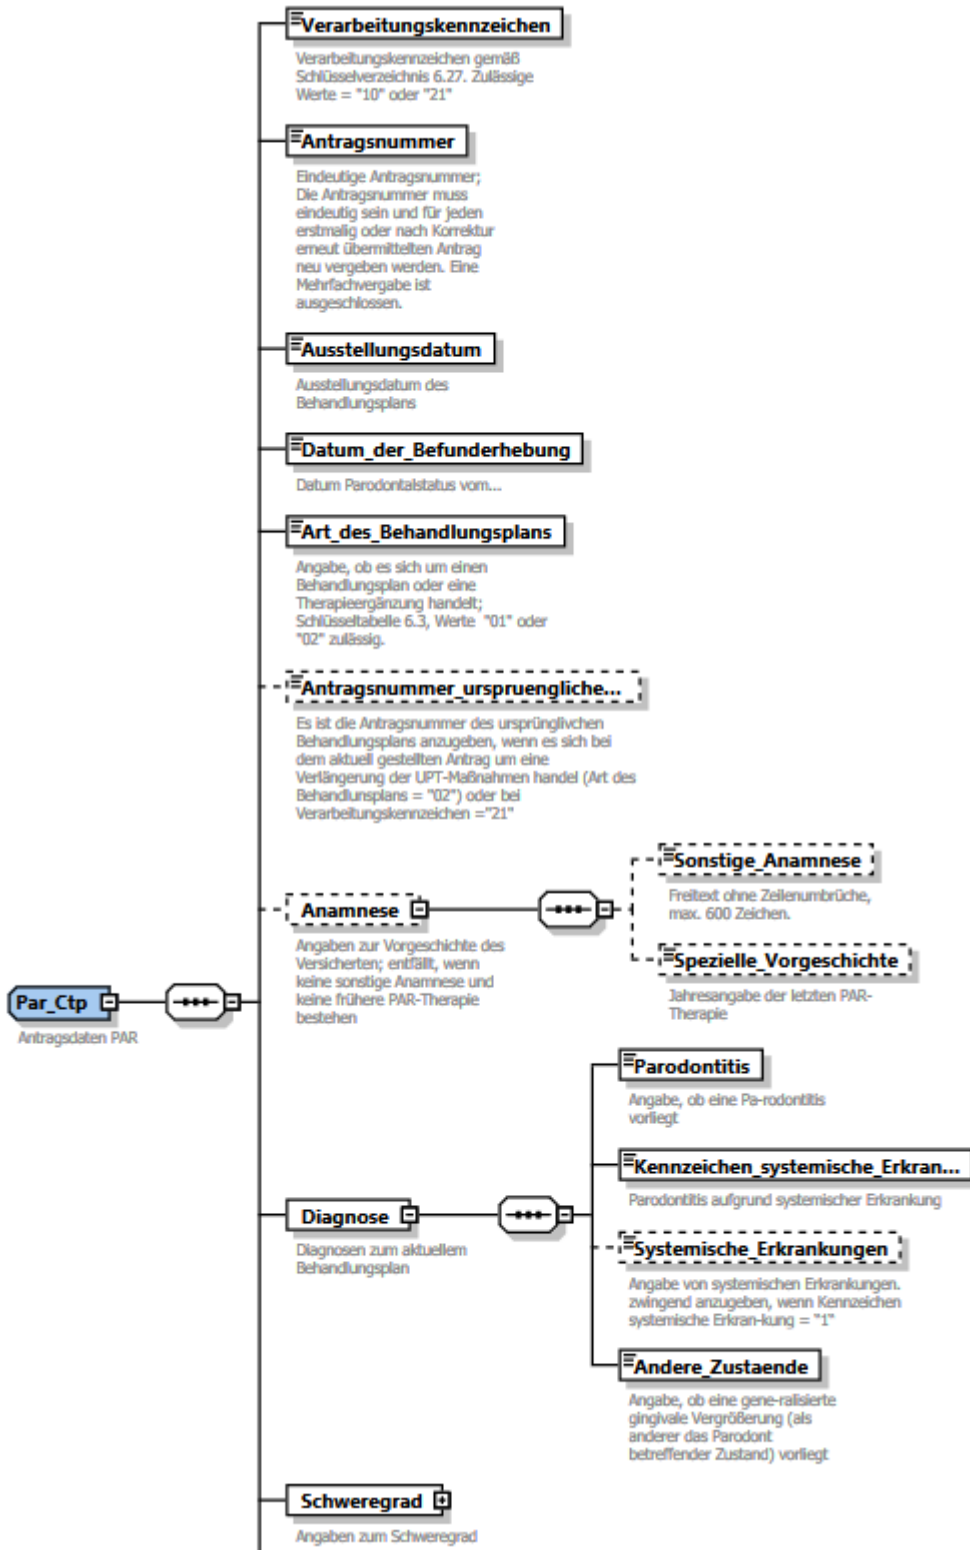 Verarbeitungskennzeichen
Verarbeitungskennzeichen gemäß
Schlüsselverzeichnis 6.27. Zulässige
Werte = "10" oder "21"
Antragsnummer
Eindeutige Antragsnummer;
Die Antragsnummer muss
eindeutig sein und für jeden
erstmalig oder nach Korrektur
erneut übermittelten Antrag
neu vergeben werden. Eine
Mehrfachvergabe ist
ausgeschlossen.
Ausstellungsdatum
Ausstellungsdatum des
Behandlungsplans
Datum_der_Befunderhebung
Datum Parodontalstatus vom...
Art_des_Behandlungsplans
Angabe, ob es sich um einen
Behandlungsplan oder eine
Therapieergänzung handelt;
Schlüsseltabelle 6.3, Werte "01" oder
"02" zulässig.
Antragsnummer_urspruengliche...
Es ist die Antragsnummer des ursprünglivchen
Behandlungsplans anzugeben, wenn es sich bei
dem aktuell gestellten Antrag um eine
Verlängerung der UPT-Maßnahmen handel (Art des
Behandlunsplans = "02") oder bei
Verarbeitungskennzeichen ="21"
Anamnese
Angaben zur Vorgeschichte des
Versicherten; entfällt, wenn
keine sonstige Anamnese und
keine frühere PAR-Therapie
bestehen
Sonstige_Anamnese
Freitext ohne Zeilenumbrüche,
max. 600 Zeichen.
Spezielle_Vorgeschichte
Jahresangabe der letzten PAR-
Therapie
Par_Ctp
Antragsdaten PAR
Diagnose
Diagnosen zum aktuellem
Behandlungsplan
Parodontitis
Angabe, ob eine Pa-rodontitis
vorliegt
Kennzeichen_systemische_Erkran...
Parodontitis aufgrund systemischer Erkrankung
Systemische_Erkrankungen
Angabe von systemischen Erkrankungen.
zwingend anzugeben, wenn Kennzeichen
systemische Erkran-kung = "1"
Andere_Zustaende
Angabe, ob eine gene-ralisierte
gingivale Vergrößerung (als
anderer das Parodont
betreffender Zustand) vorliegt
Schweregrad
Angaben zum Schweregrad